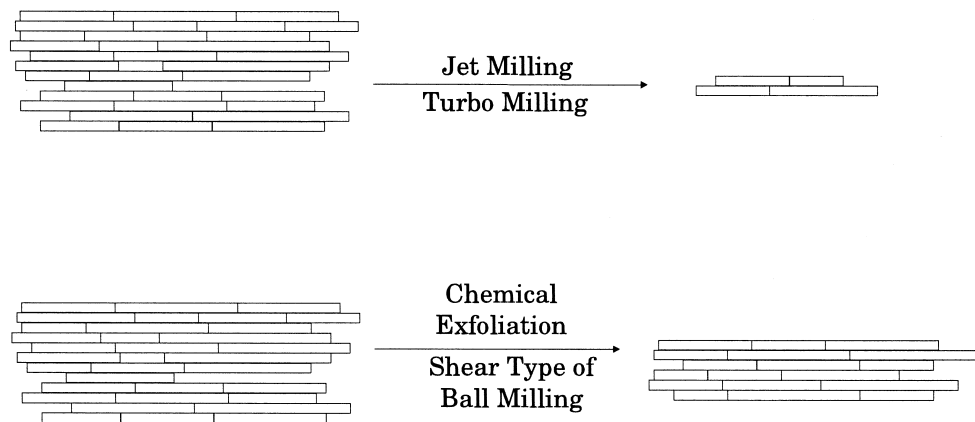 Jet Milling
Turbo Milling
Chemical
Exfoliation
Shear Type of
Ball Milling